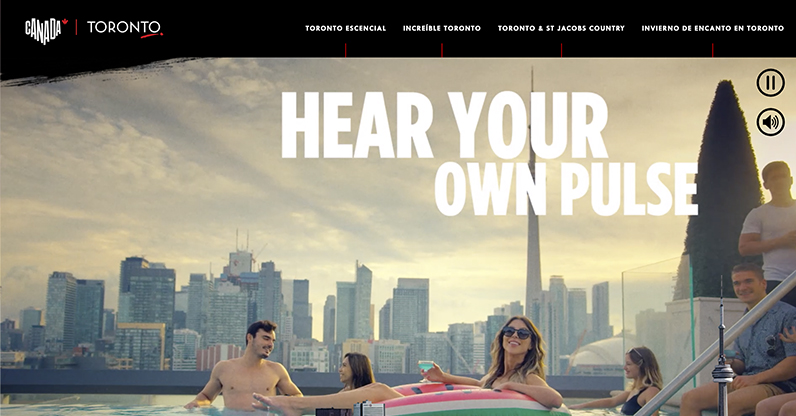 CANADA TORONTO
TORONTO ESCENCIAL INCREÍBLE TORONTO TORONTO & ST JACOBS COUNTRY INVIERNO DE ENCANTO EN TORONTO
HEAR YOUR
OWN PULSE